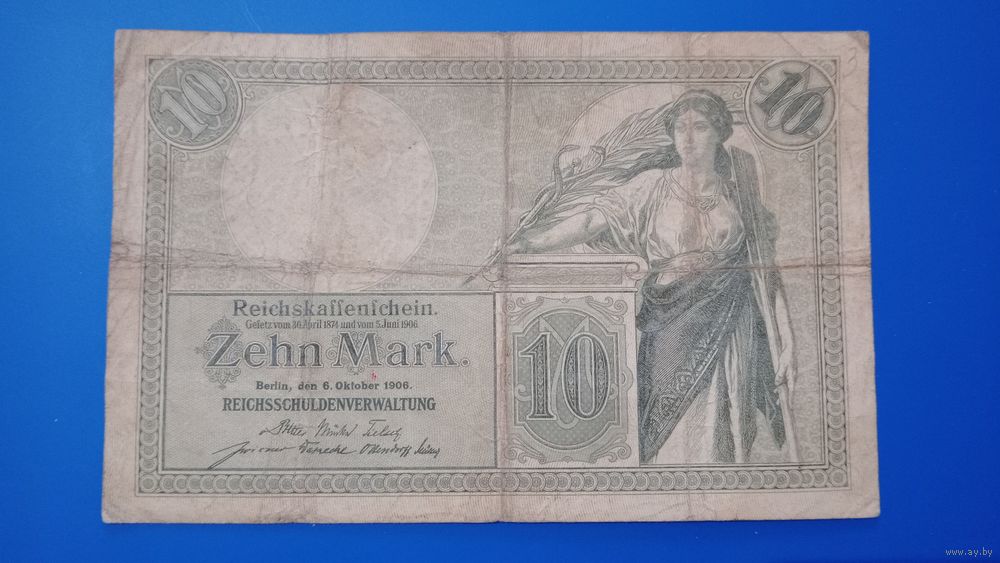 10
10
Reichskassenschein.
Gesetz vom 30. April 1874 und vom 5. Juni 1906
Zehn Mark.
Berlin, den 6. Oktober 1906.
REICHSSCHULDENVERWALTUNG
10
www.ay.by